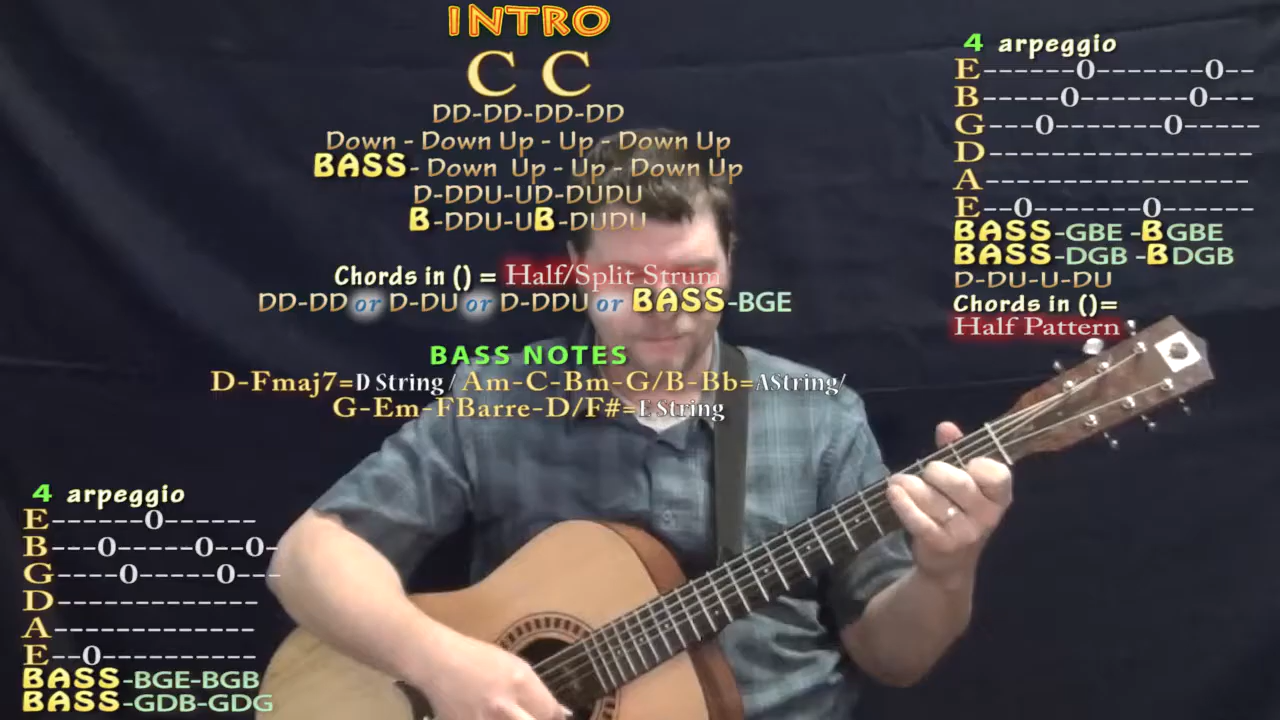 INTRO
C C
DD-DD-DD-DD
Down - Down Up - Up - Down Up
BASS - Down Up - Up - Down Up
D-DDU-UD-DUDU
B-DDU-UB-DUDU
Chords in () = Half/Split Strum
DD-DD or D-DU or D-DDU or BASS-BGE
BASS NOTES
D-Fmaj7=D String / Am-C-Bm-G/B-Bb=AString/
G-Em-FBarre-D/F#=E String
4 arpeggio
E------0-------0--
B-----0-------0---
G---0-------0-----
D-----------------
A-----------------
E--0-------0------
BASS-GBE -BGBE
BASS-DGB -BDGB
D-DU-U-DU
Chords in ()=
Half Pattern
4 arpeggio
E------0------
B---0-----0--0-
G----0-----0---
D------------
A------------
E--0----------
BASS-BGE-BGB
BASS-GDB-GDG